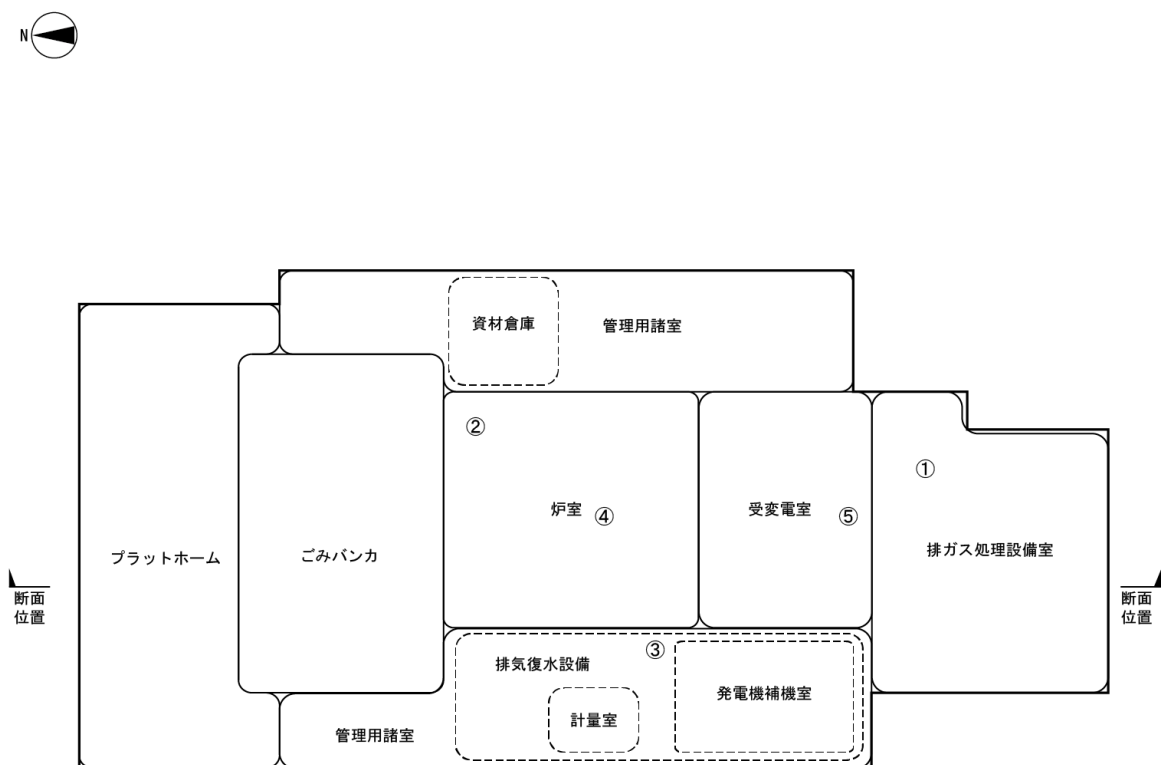 N
資材倉庫
管理用諸室
②
①
炉室
④
受変電室
⑤
プラットホーム
ごみバンカ
排ガス処理設備室
断面
位置
断面
位置
③
排気復水設備
発電機補機室
計量室
管理用諸室